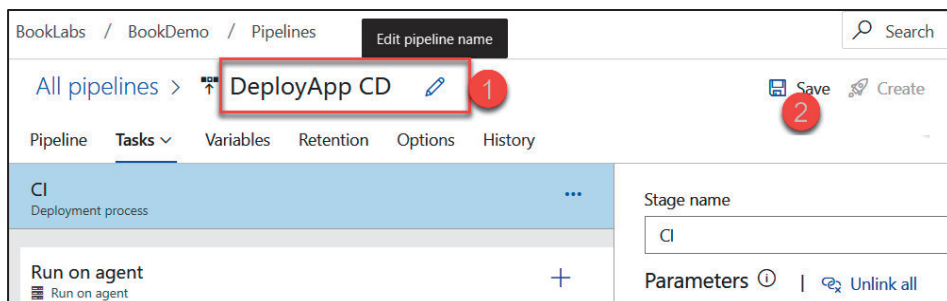 BookLabs / BookDemo / Pipelines
Edit pipeline name
Search
All pipelines > DeployApp CD
1
Save
Create
2
Pipeline Tasks Variables Retention Options History
CI
Deployment process
...
Stage name
CI
Run on agent
Run on agent
+
Parameters | Unlink all